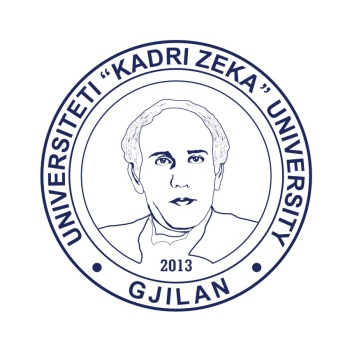 UNIVERSITETI "KADRI ZEKA" UNIVERSITY
2013
GJILAN